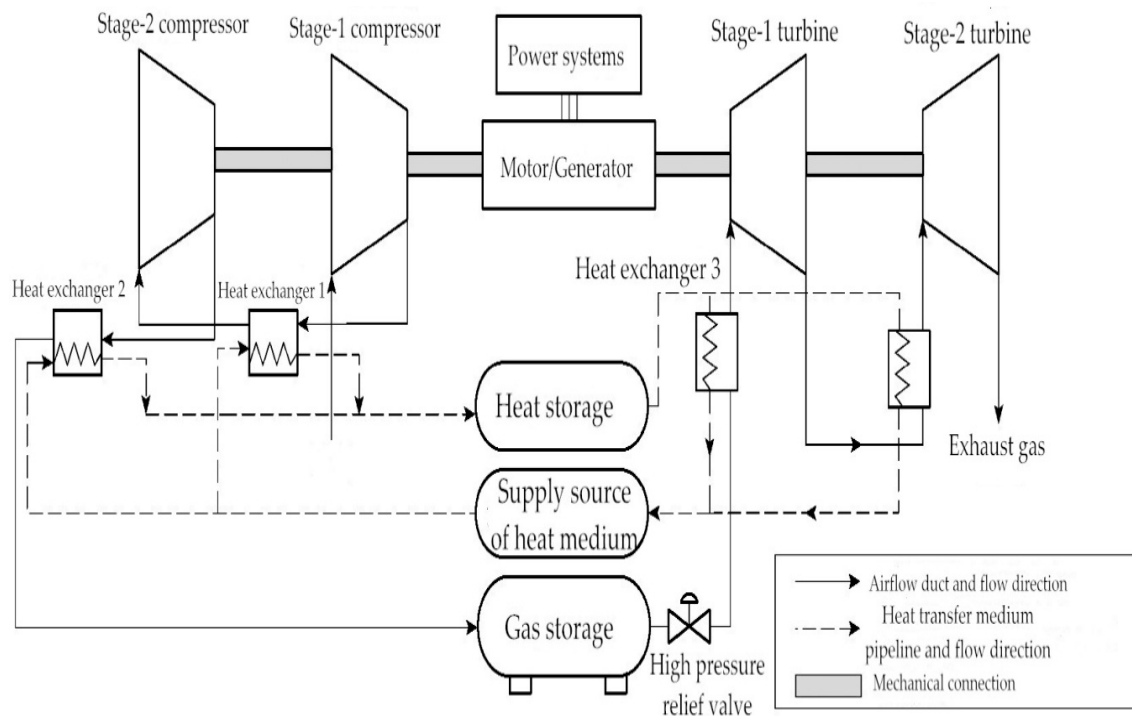 Stage-2 compressor
Stage-1 compressor
Power systems
Stage-1 turbine
Stage-2 turbine
Motor/Generator
Heat exchanger 2
Heat exchanger 1
Heat exchanger 3
Heat storage
Exhaust gas
Supply source
of heat medium
Gas storage
High pressure
relief valve
Airflow duct and flow direction
Heat transfer medium
pipeline and flow direction
Mechanical connection